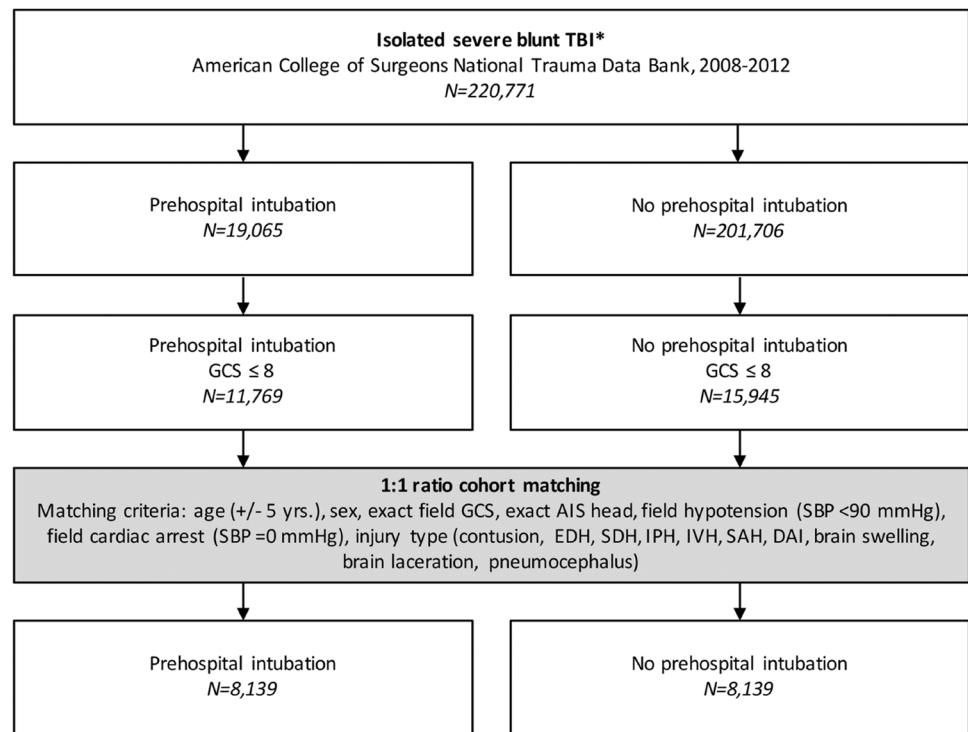 Isolated severe blunt TBI*
American College of Surgeons National Trauma Data Bank, 2008-2012
N=220,771
Prehospital intubation
N=19,065
No prehospital intubation
N=201,706
Prehospital intubation
GCS ≤ 8
N=11,769
No prehospital intubation
GCS ≤ 8
N=15,945
1:1 ratio cohort matching
Matching criteria: age (+/- 5 yrs.), sex, exact field GCS, exact AIS head, field hypotension (SBP <90 mmHg),
field cardiac arrest (SBP =0 mmHg), injury type (contusion, EDH, SDH, IPH, IVH, SAH, DAI, brain swelling,
brain laceration, pneumocephalus)
Prehospital intubation
N=8,139
No prehospital intubation
N=8,139